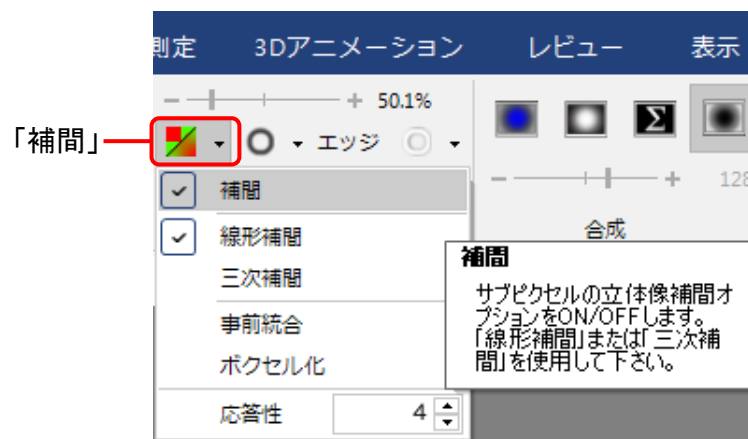 測定 3Dアニメーション レビュー 表示
50.1%
「補間」
エッジ
128
補間
線形補間
三次補間
事前統合
ボクセル化
応答性 4
合成
補間
サブピクセルの立体像補間オ
プションをON/OFFします。
「線形補間」または「三次補
間」を使用して下さい。